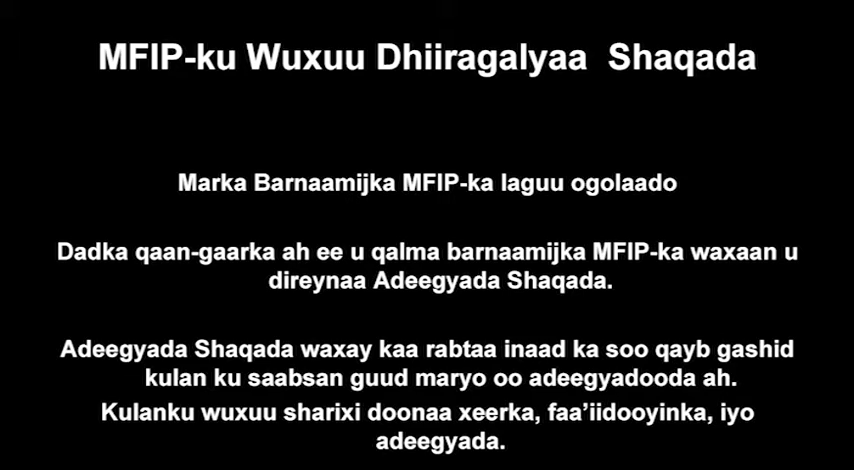 MFIP-ku Wuxuu Dhiiragalyaa Shaqada
Marka Barnaamijka MFIP-ka laguu ogolaado
Dadka qaan-gaarka ah ee u qalma barnaamijka MFIP-ka waxaan u
direynaa Adeegyada Shaqada.
Adeegyada Shaqada waxay kaa rabtaa inaad ka soo qayb gashid
kulan ku saabsan guud maryo oo adeegyadooda ah.
Kulanku wuxuu sharixi doonaa xeerka, faa’iidooyinka, iyo
adeegyada.